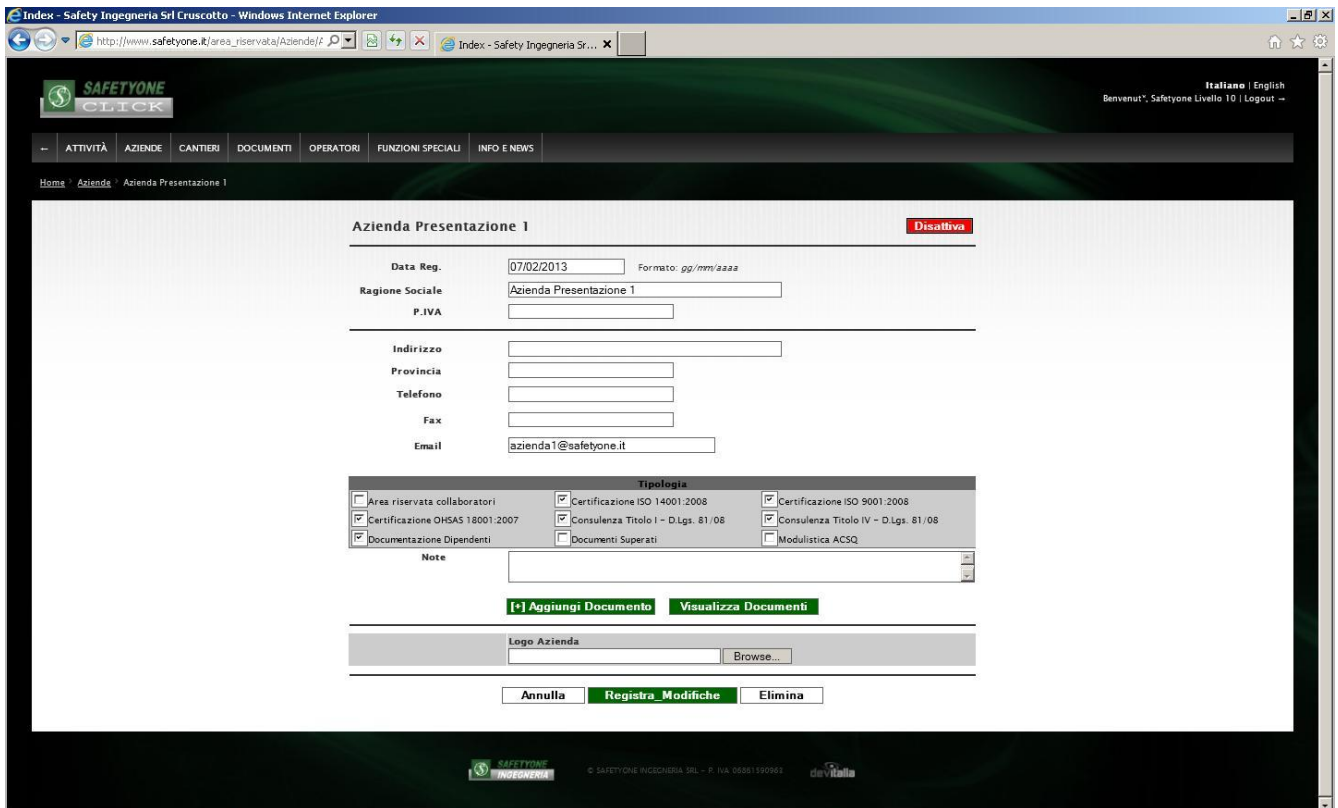 Index - Safety Ingegneria Srl Cruscotto - Windows Internet Explorer
http://www.safetyone.it/area_riservata/Aziende/ Index - Safety Ingegneria Sr...
SAFETYONE
CLICK
Italiano | English
Benvenut*, Safetyone Livello 10 | Logout →
← ATTIVITÀ AZIENDE CANTIERI DOCUMENTI OPERATORI FUNZIONI SPECIALI INFO E NEWS
Home > Aziende > Azienda Presentazione 1
Azienda Presentazione 1 Disattiva
Data Reg. 07/02/2013 Formato: gg/mm/aaaa
Ragione Sociale Azienda Presentazione 1
P.IVA
Indirizzo
Provincia
Telefono
Fax
Email azienda1@safetyone.it
Tipologia
Area riservata collaboratori Certificazione ISO 14001:2008 Certificazione ISO 9001:2008
Certificazione OHSAS 18001:2007 Consulenza Titolo I - D.Lgs. 81/08 Consulenza Titolo IV - D.Lgs. 81/08
Documentazione Dipendenti Documenti Superati Modulistica ACSQ
Note
[+] Aggiungi Documento Visualizza Documenti
Logo Azienda
Browse...
Annulla Registra_Modifiche Elimina
SAFETYONE
INGEGNERIA
© SAFETYONE INGEGNERIA SRL - P. IVA
devitalia